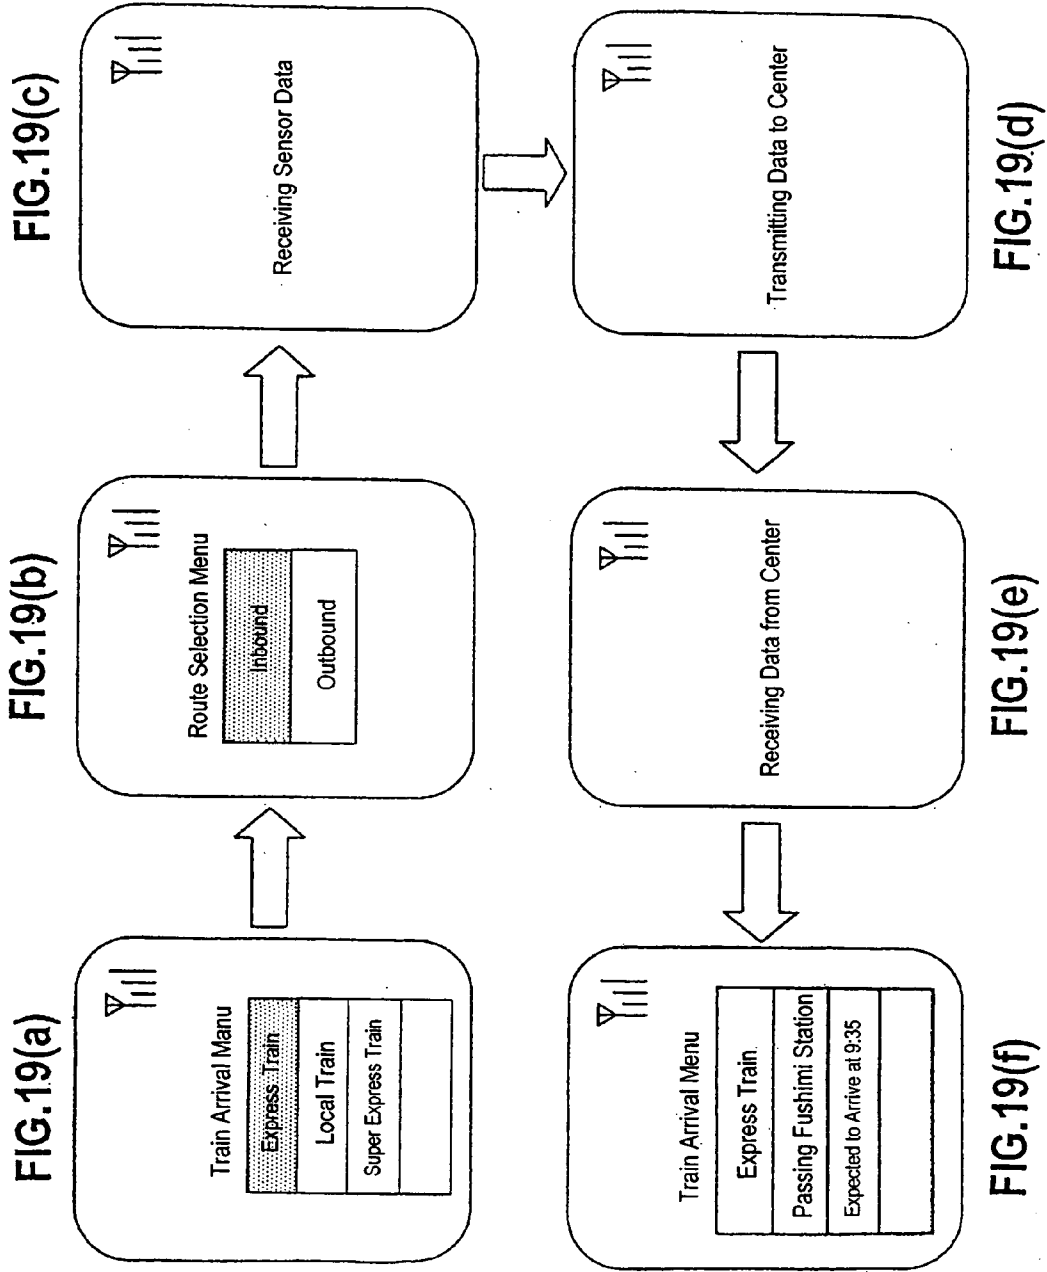 FIG.19(a)
Train Arrival Manu
Express Train
Local Train
Super Express Train
FIG.19(b)
Route Selection Menu
Inbound
Outbound
FIG.19(c)
Receiving Sensor Data
Transmitting Data to Center
FIG.19(d)
Receiving Data from Center
FIG.19(e)
Train Arrival Menu
Express Train
Passing Fushimi Station
Expected to Arrive at 9:35
FIG.19(f)